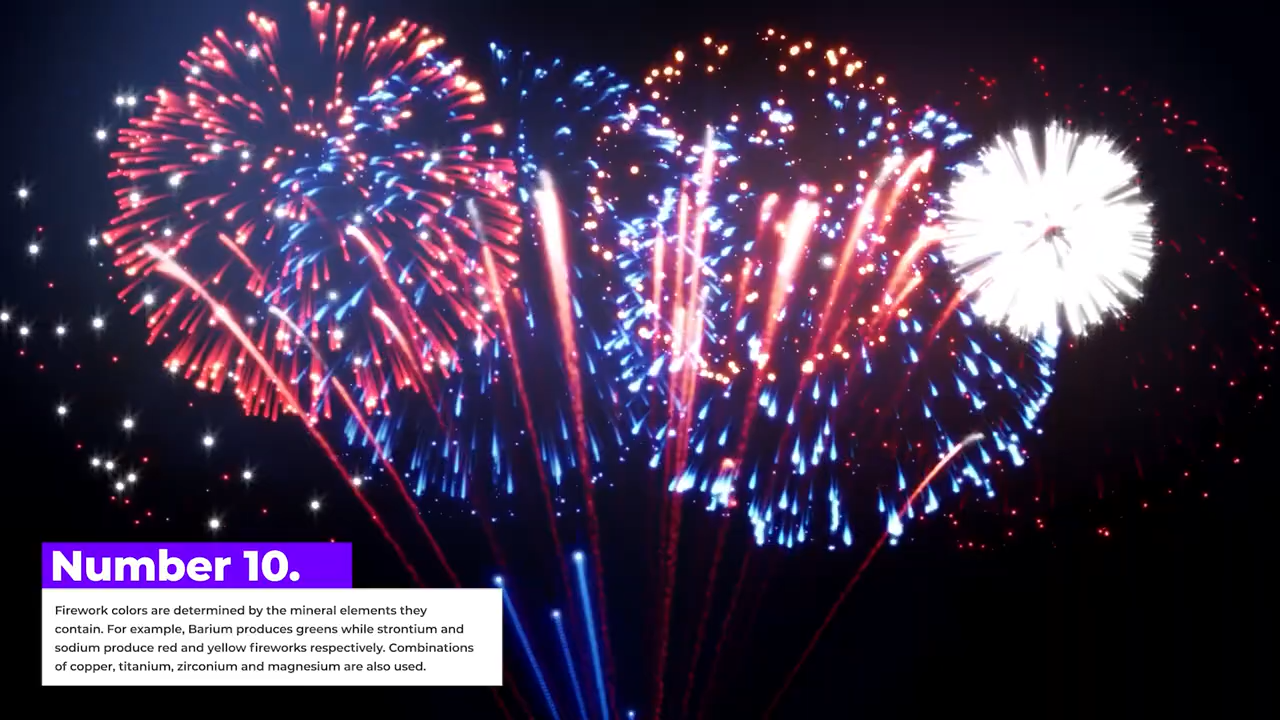 Number 10.
Firework colors are determined by the mineral elements they
contain. For example, Barium produces greens while strontium and
sodium produce red and yellow fireworks respectively. Combinations
of copper, titanium, zirconium and magnesium are also used.